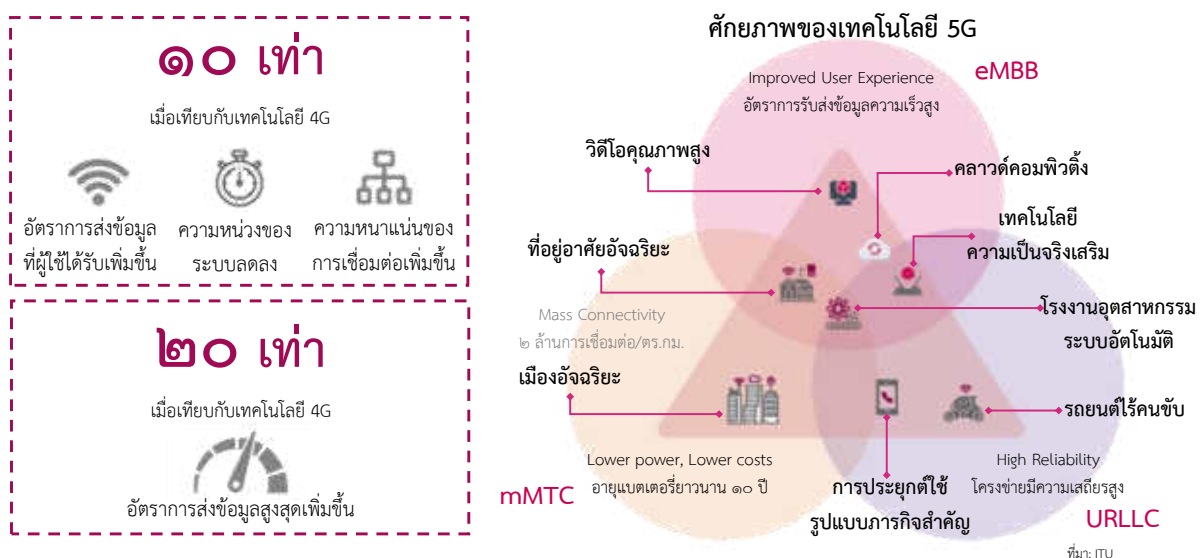 ๑๐ เท่า
เมื่อเทียบกับเทคโนโลยี 4G
อัตราการส่งข้อมูล
ที่ผู้ใช้ได้รับเพิ่มขึ้น
ความหน่วงของ
ระบบลดลง
ความหนาแน่นของ
การเชื่อมต่อเพิ่มขึ้น
๒๐ เท่า
เมื่อเทียบกับเทคโนโลยี 4G
อัตราการส่งข้อมูลสูงสุดเพิ่มขึ้น
ศักยภาพของเทคโนโลยี 5G
eMBB
Improved User Experience
อัตราการรับส่งข้อมูลความเร็วสูง
วิดีโอคุณภาพสูง
คลาวด์คอมพิวติ้ง
เทคโนโลยี
ความเป็นจริงเสริม
ที่อยู่อาศัยอัจฉริยะ
โรงงานอุตสาหกรรม
ระบบอัตโนมัติ
Mass Connectivity
๒ ล้านการเชื่อมต่อ/ตร.กม.
เมืองอัจฉริยะ
รถยนต์ไร้คนขับ
Lower power, Lower costs
อายุแบตเตอรี่ยาวนาน ๑๐ ปี
mMTC
การประยุกต์ใช้
รูปแบบภารกิจสำคัญ
High Reliability
โครงข่ายมีความเสถียรสูง
URLLC
ที่มา: ITU